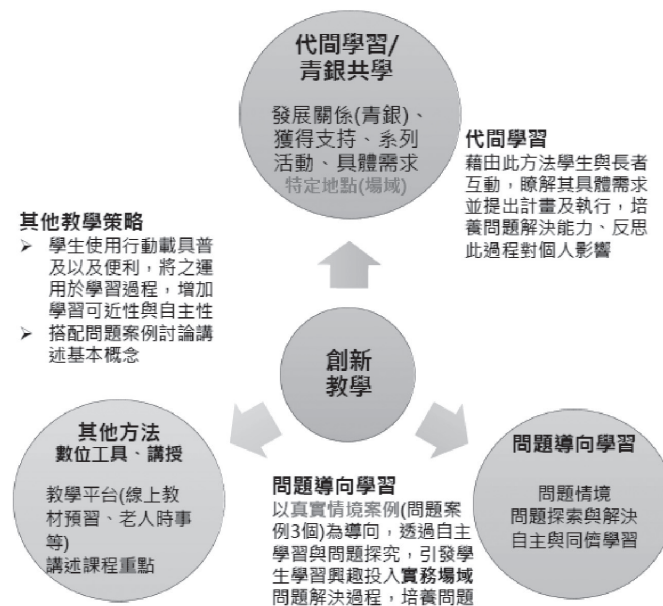 代間學習/
青銀共學
發展關係(青銀)、
獲得支持、系列
活動、具體需求
特定地點(場域)
代間學習
藉由此方法學生與長者
互動，瞭解其具體需求
並提出計畫及執行，培
養問題解決能力、反思
此過程對個人影響
其他教學策略
➢ 學生使用行動載具普
及以及便利，將之運
用於學習過程，增加
學習可近性與自主性
➢ 搭配問題案例討論講
述基本概念
創新
教學
其他方法
數位工具、講授
教學平台(線上教
材預習、老人時事
等)
講述課程重點
問題導向學習
以真實情境案例(問題案
例3個)為導向，透過自主
學習與問題探究，引發學
生學習興趣投入實務場域
問題解決過程，培養問題
問題導向學習
問題情境
問題探索與解決
自主與同儕學習